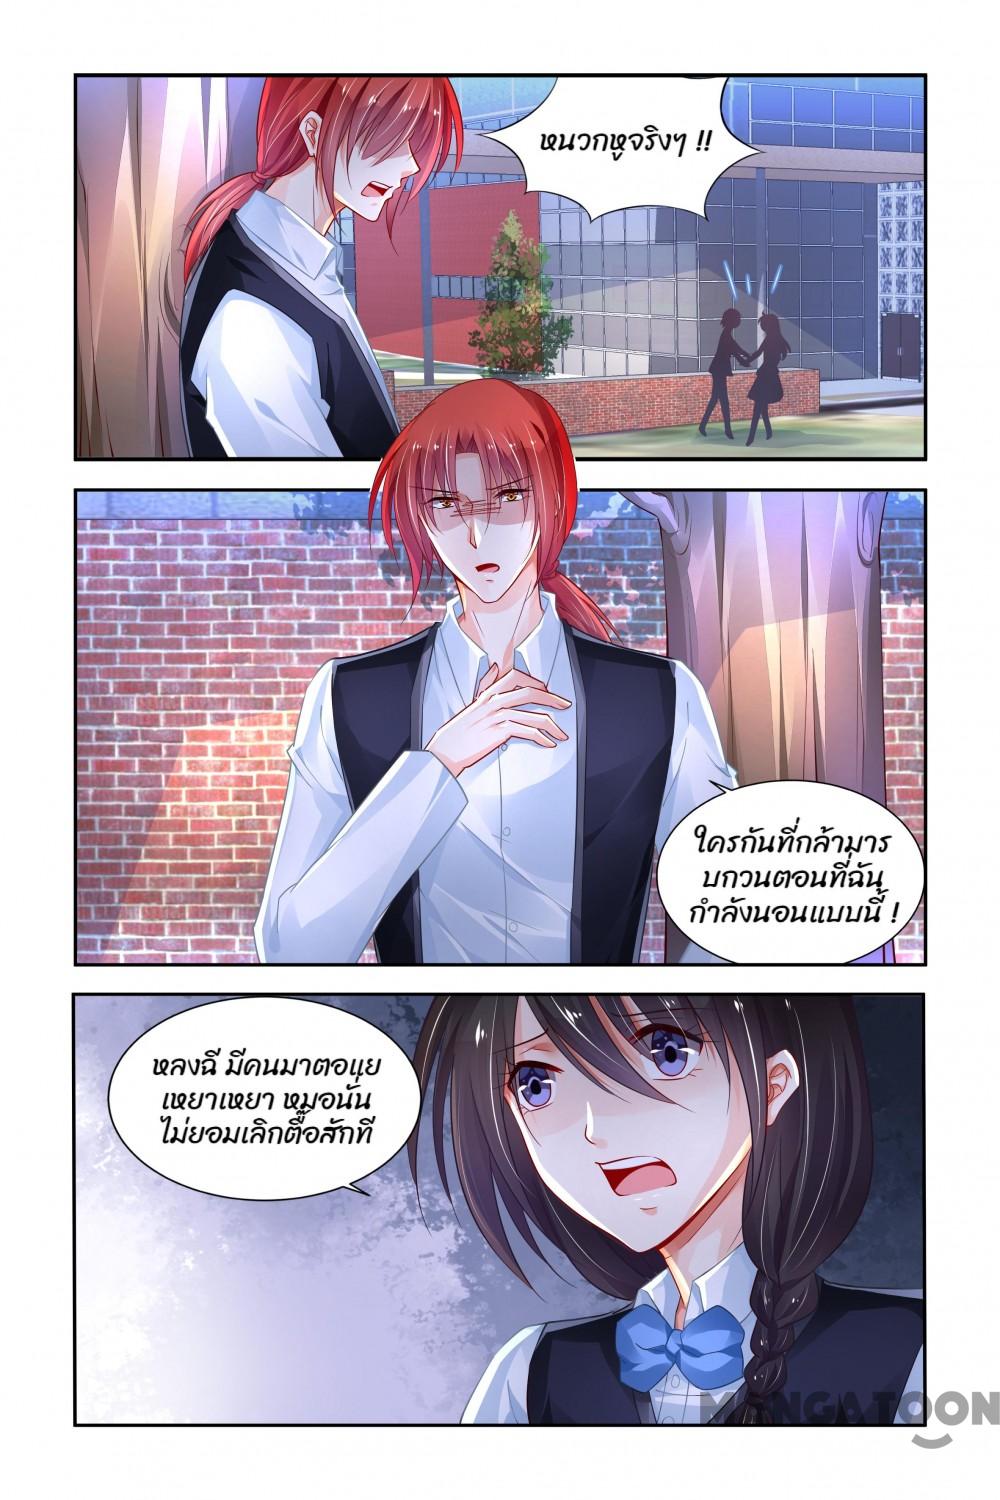 หนวกหูจริงๆ !!
ใครกันที่กล้ามาร
บกวนตอนที่ฉัน
กำลังนอนแบบนี้ !
หลงฉี มีคนมาตอแย
เหยาเหยา หมอนั่น
ไม่ยอมเลิกตื๊อสักที
MANGATOON